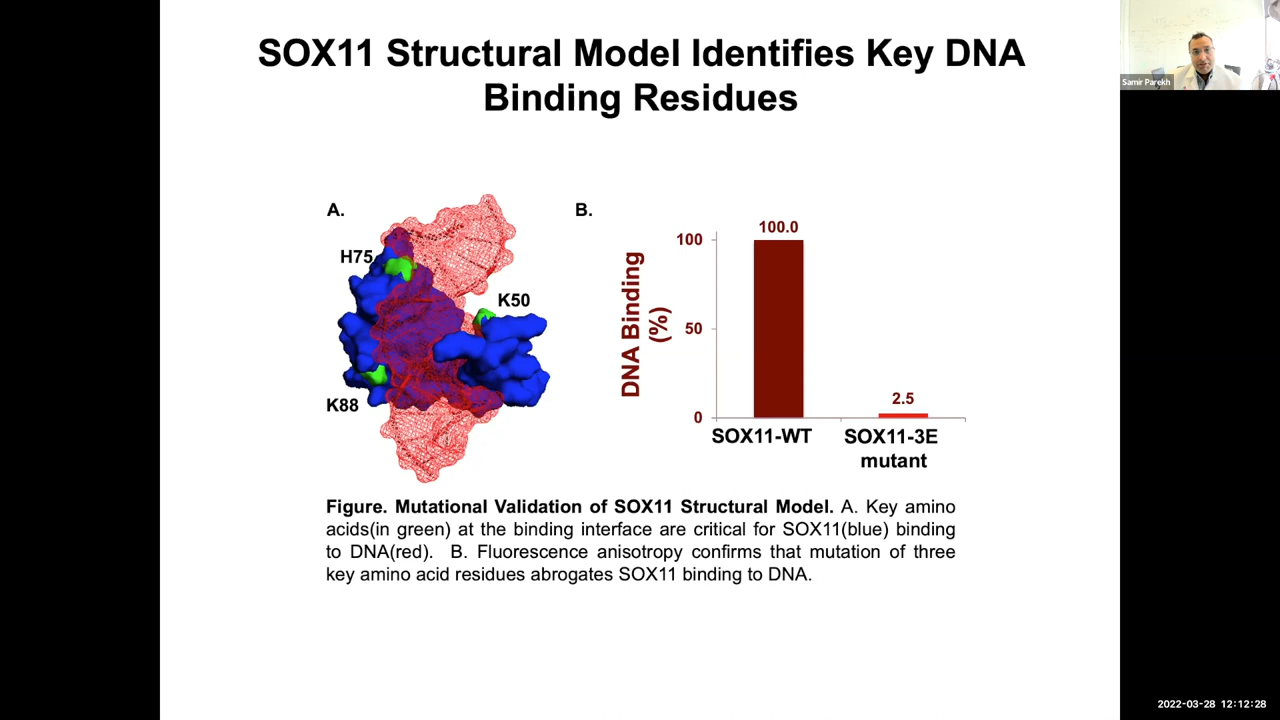 SOX11 Structural Model Identifies Key DNA
Binding Residues
Samir Parekh
A.
H75
K50
K88
B.
DNA Binding
(%)
100
50
0
100.0
2.5
SOX11-WT
SOX11-3E
mutant
Figure. Mutational Validation of SOX11 Structural Model. A. Key amino
acids(in green) at the binding interface are critical for SOX11(blue) binding
to DNA(red). B. Fluorescence anisotropy confirms that mutation of three
key amino acid residues abrogates SOX11 binding to DNA.
2022-03-28 12:12:28